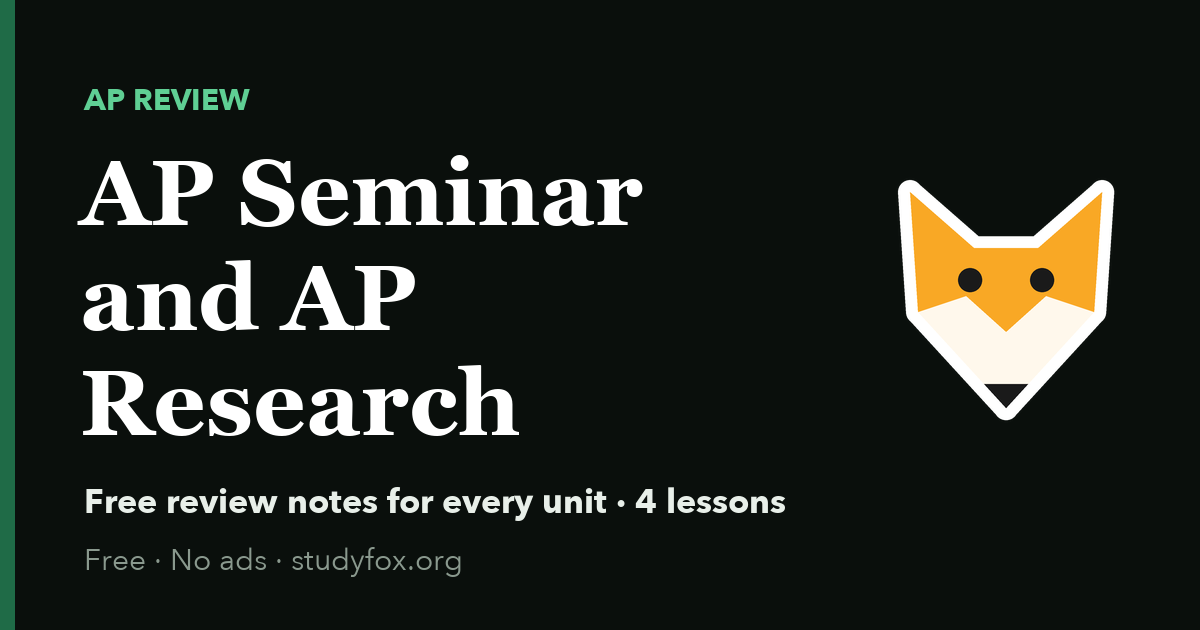 AP REVIEW
AP Seminar
and AP
Research
Free review notes for every unit · 4 lessons
Free · No ads · studyfox.org